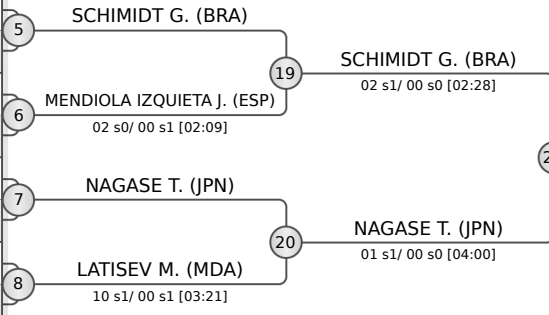 SCHIMIDT G. (BRA)
5
19
SCHIMIDT G. (BRA)
02 s1/ 00 s0 [02:28]
MENDIOLA IZQUIETA J. (ESP)
6
02 s0/ 00 s1 [02:09]
NAGASE T. (JPN)
7
20
NAGASE T. (JPN)
01 s1/ 00 s0 [04:00]
LATISEV M. (MDA)
8
10 s1/ 00 s1 [03:21]